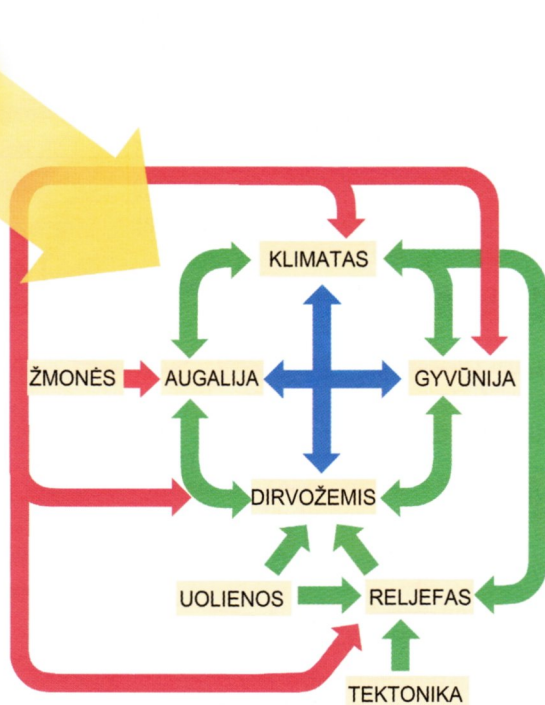 KLIMATAS
ŽMONĖS
AUGALIJA
GYVŪNIJA
DIRVOŽEMIS
UOLIENOS
RELJEFAS
TEKTONIKA